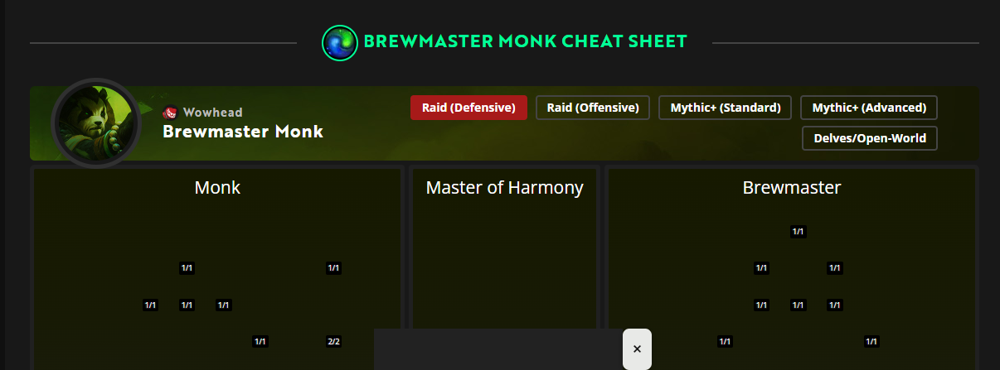 BREWMASTER MONK CHEAT SHEET
Wowhead
Brewmaster Monk
Raid (Defensive) Raid (Offensive) Mythic+ (Standard) Mythic+ (Advanced)
Delves/Open-World
Monk Master of Harmony Brewmaster
1/1
1/1 1/1 1/1 1/1
1/1 1/1 1/1 1/1 1/1 1/1
1/1 2/2 1/1 1/1
×